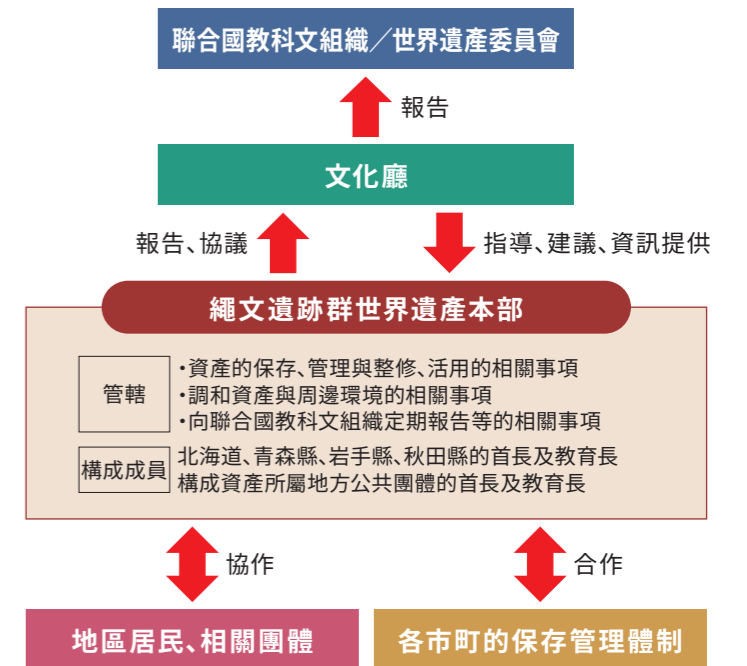 聯合國教科文組織／世界遺產委員會
報告
文化廳
報告、協議
指導、建議、資訊提供
繩文遺跡群世界遺產本部
管轄
・資產的保存、管理與整修、活用的相關事項
・調和資產與周邊環境的相關事項
・向聯合國教科文組織定期報告等的相關事項
構成成員
北海道、青森縣、岩手縣、秋田縣的首長及教育長
構成資產所屬地方公共團體的首長及教育長
協作
合作
地區居民、相關團體
各市町的保存管理體制